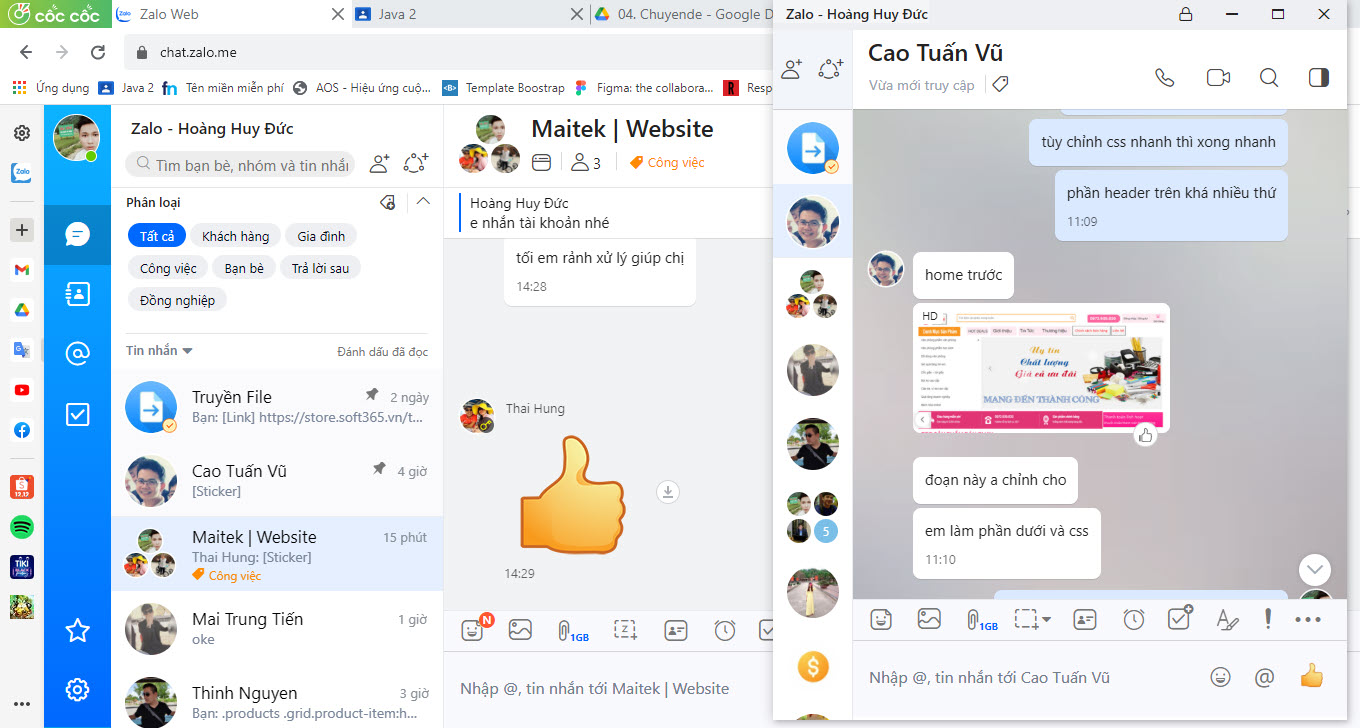 cốc cốc
Zalo Web
Java 2
04. Chuyende - Google D
chat.zalo.me
Ứng dụng
Java 2
Tên miền miễn phí
AOS - Hiệu ứng cuộ...
Template Boostrap
Figma: the collabora...
Resp
Zalo
Zalo - Hoàng Huy Đức
Tìm bạn bè, nhóm và tin nhắ
Phân loại
Tất cả
Khách hàng
Gia đình
Công việc
Bạn bè
Trả lời sau
Đồng nghiệp
Tin nhắn
Đánh dấu đã đọc
Truyền File
2 ngày
Bạn: [Link] https://store.soft365.vn/t...
Cao Tuấn Vũ
4 giờ
[Sticker]
Maitek | Website
15 phút
Thai Hung: [Sticker]
Công việc
Mai Trung Tiến
1 giờ
oke
Thinh Nguyen
3 giờ
Bạn: .products .grid.product-item:h...
12.12
TIKI
Maitek | Website
3
Công việc
Hoàng Huy Đức
e nhắn tài khoản nhé
tối em rảnh xử lý giúp chị
14:28
Thai Hung
14:29
N
1GB
Nhập @, tin nhắn tới Maitek | Website
Zalo - Hoàng Huy Đức
Cao Tuấn Vũ
Vừa mới truy cập
5
tùy chỉnh css nhanh thì xong nhanh
phần header trên khá nhiều thứ
11:09
home trước
HD
Uy tín
Chất lượng
Giá cả ưu đãi
MANG ĐẾN THÀNH CÔNG
đoạn này a chỉnh cho
em làm phần dưới và css
11:10
1GB
Nhập @, tin nhắn tới Cao Tuấn Vũ